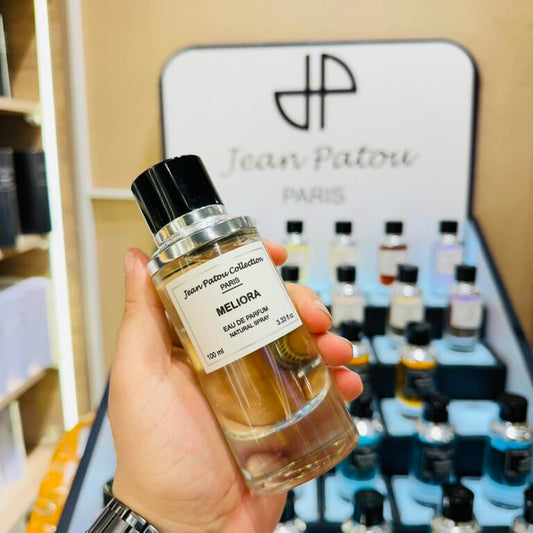 JP
Jean Patou
PARIS
Jean Patou Collection
PARIS
MELIORA
EAU DE PARFUM
NATURAL SPRAY
100 ml
3.33 fl.oz